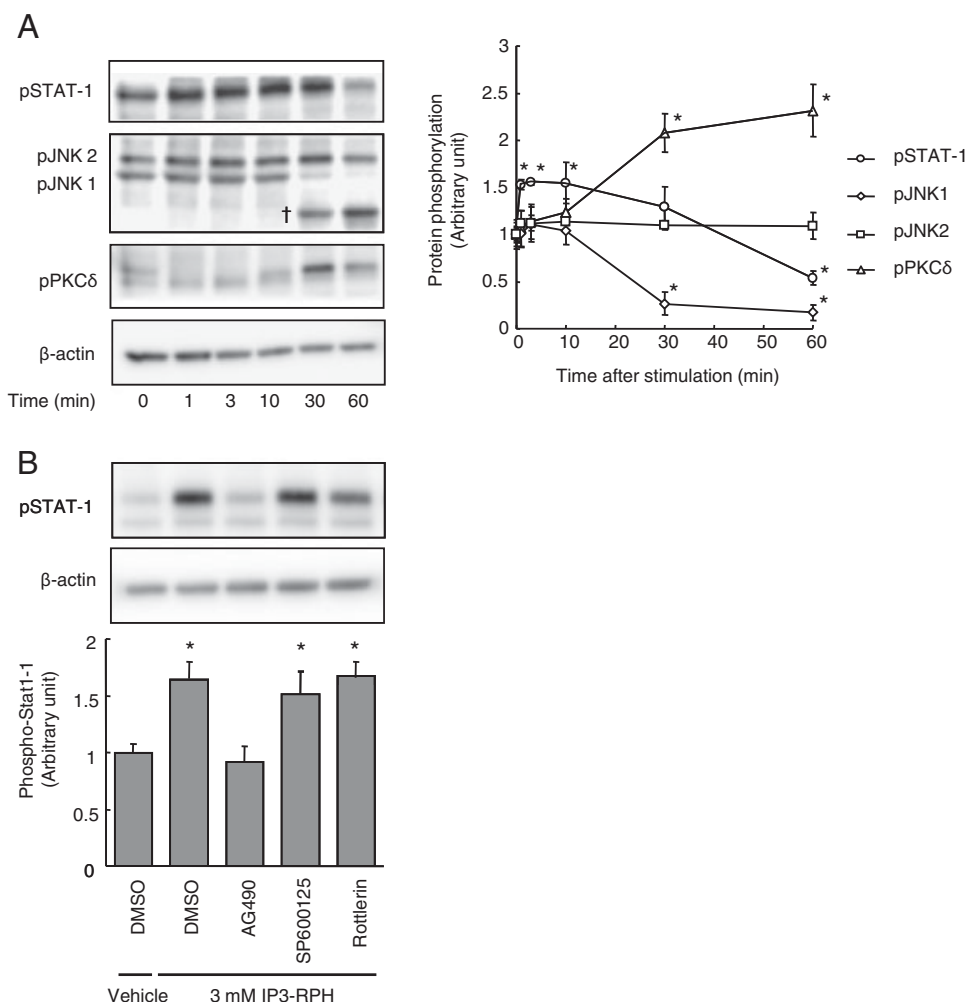 A
pSTAT-1
pJNK 2
pJNK 1
†
pPKCδ
β-actin
Time (min) 0 1 3 10 30 60
Protein phosphorylation
(Arbitrary unit)
3
2.5
2
1.5
1
0.5
0
* * * * * * *
0 10 20 30 40 50 60
Time after stimulation (min)
pSTAT-1
pJNK1
pJNK2
pPKCδ
B
pSTAT-1
β-actin
Phospho-Stat1-1
(Arbitrary unit)
2
1.5
1
0.5
0
* * *
DMSO
DMSO
AG490
SP600125
Rottlerin
Vehicle 3 mM IP3-RPH